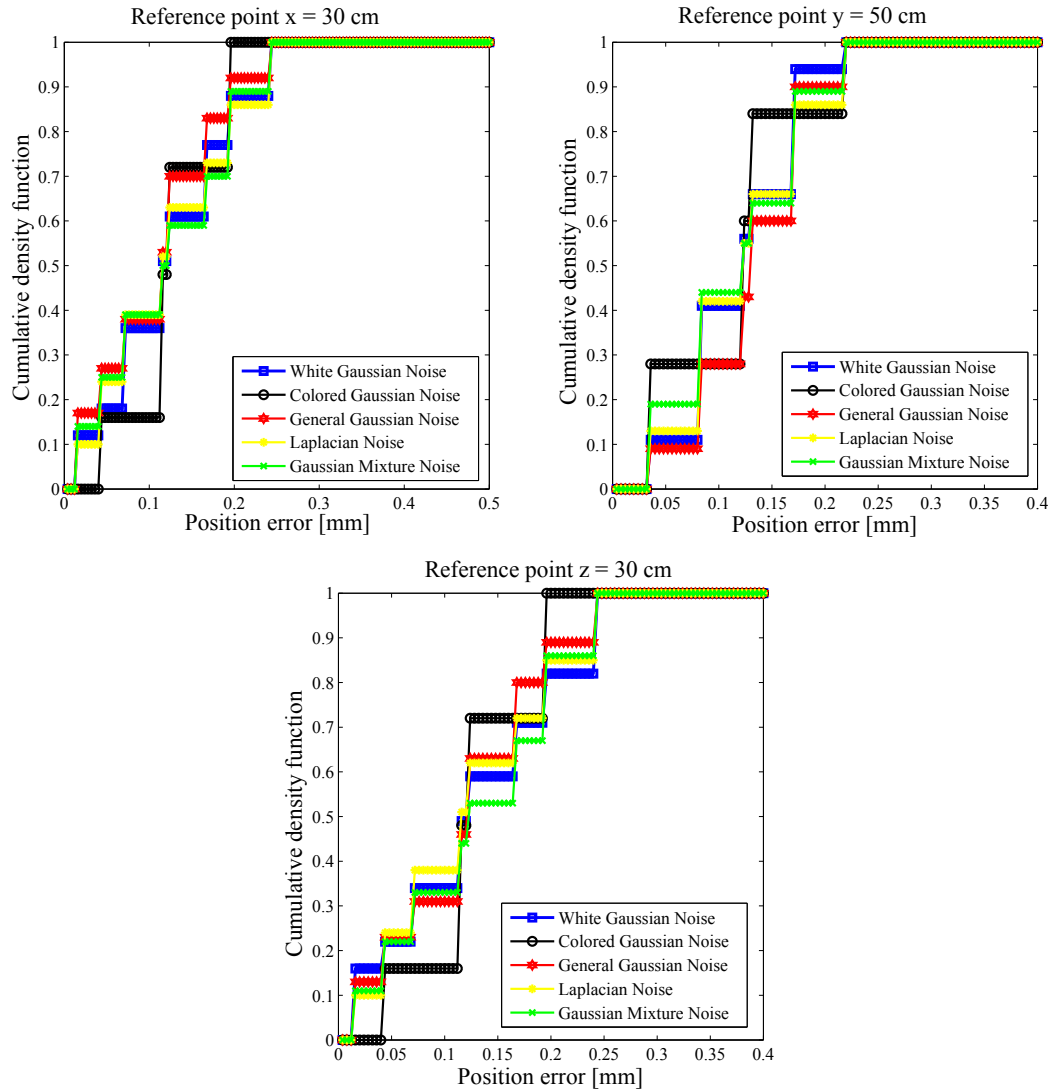 Reference point x = 30 cm
Cumulative density function
1
0.9
0.8
0.7
0.6
0.5
0.4
0.3
0.2
0.1
0
0 0.1 0.2 0.3 0.4 0.5
Position error [mm]
White Gaussian Noise
Colored Gaussian Noise
General Gaussian Noise
Laplacian Noise
Gaussian Mixture Noise
Reference point y = 50 cm
Cumulative density function
1
0.9
0.8
0.7
0.6
0.5
0.4
0.3
0.2
0.1
0
0 0.05 0.1 0.15 0.2 0.25 0.3 0.35 0.4
Position error [mm]
White Gaussian Noise
Colored Gaussian Noise
General Gaussian Noise
Laplacian Noise
Gaussian Mixture Noise
Reference point z = 30 cm
Cumulative density function
1
0.9
0.8
0.7
0.6
0.5
0.4
0.3
0.2
0.1
0
0 0.05 0.1 0.15 0.2 0.25 0.3 0.35 0.4
Position error [mm]
White Gaussian Noise
Colored Gaussian Noise
General Gaussian Noise
Laplacian Noise
Gaussian Mixture Noise